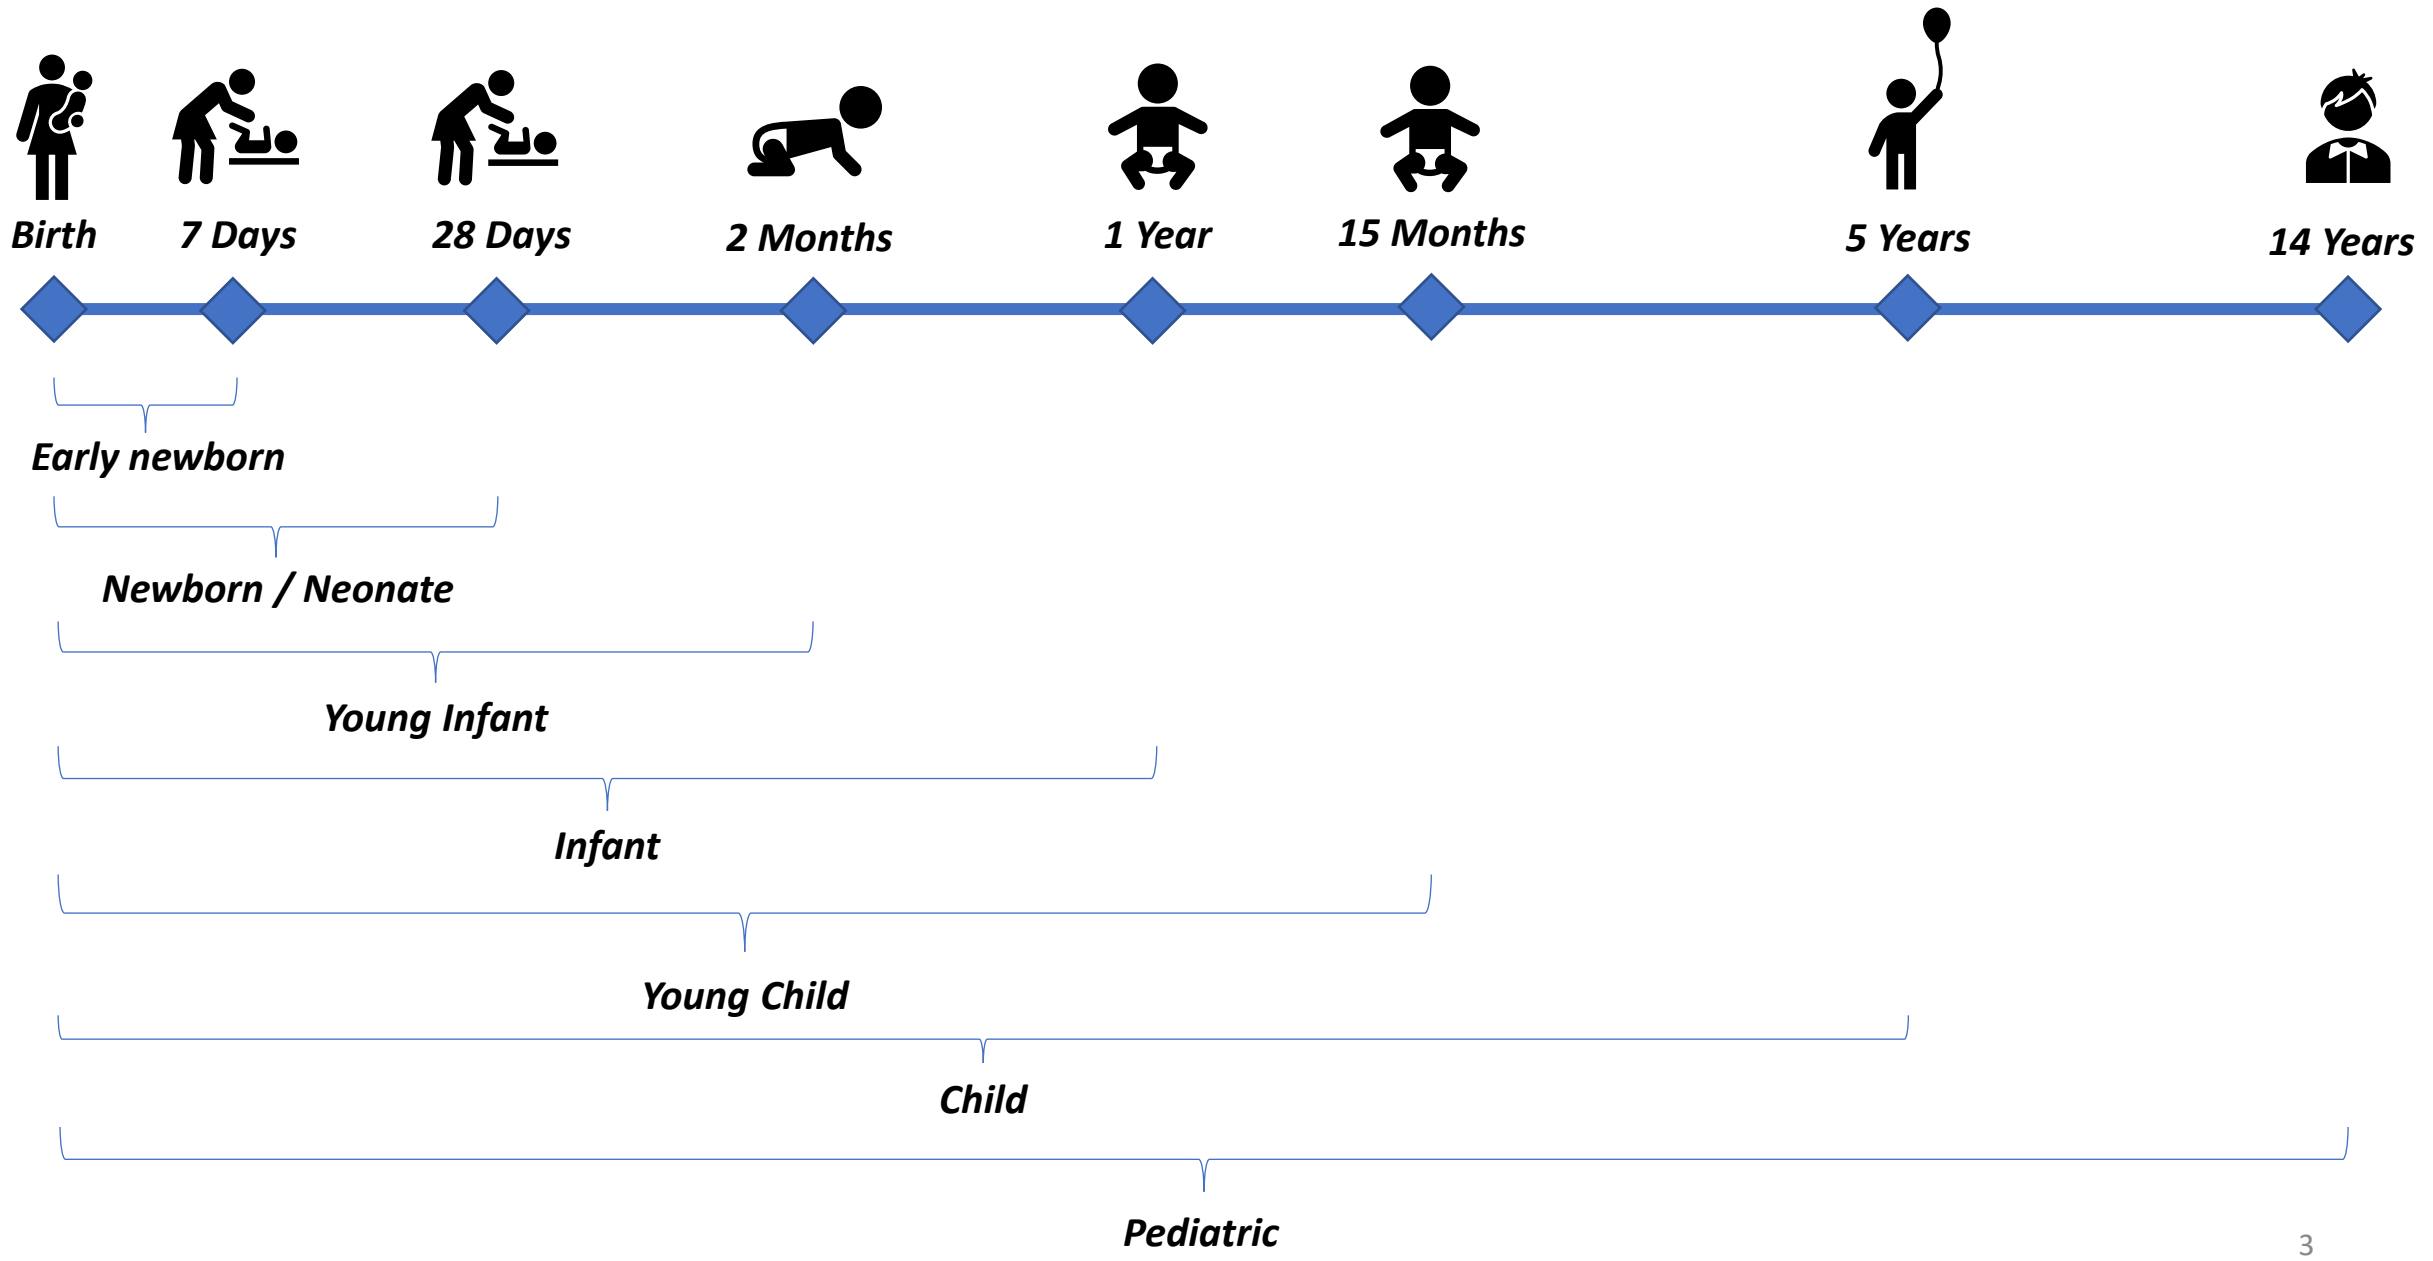 Birth
7 Days
28 Days
2 Months
1 Year
15 Months
5 Years
14 Years
Early newborn
Newborn / Neonate
Young Infant
Infant
Young Child
Child
Pediatric
3